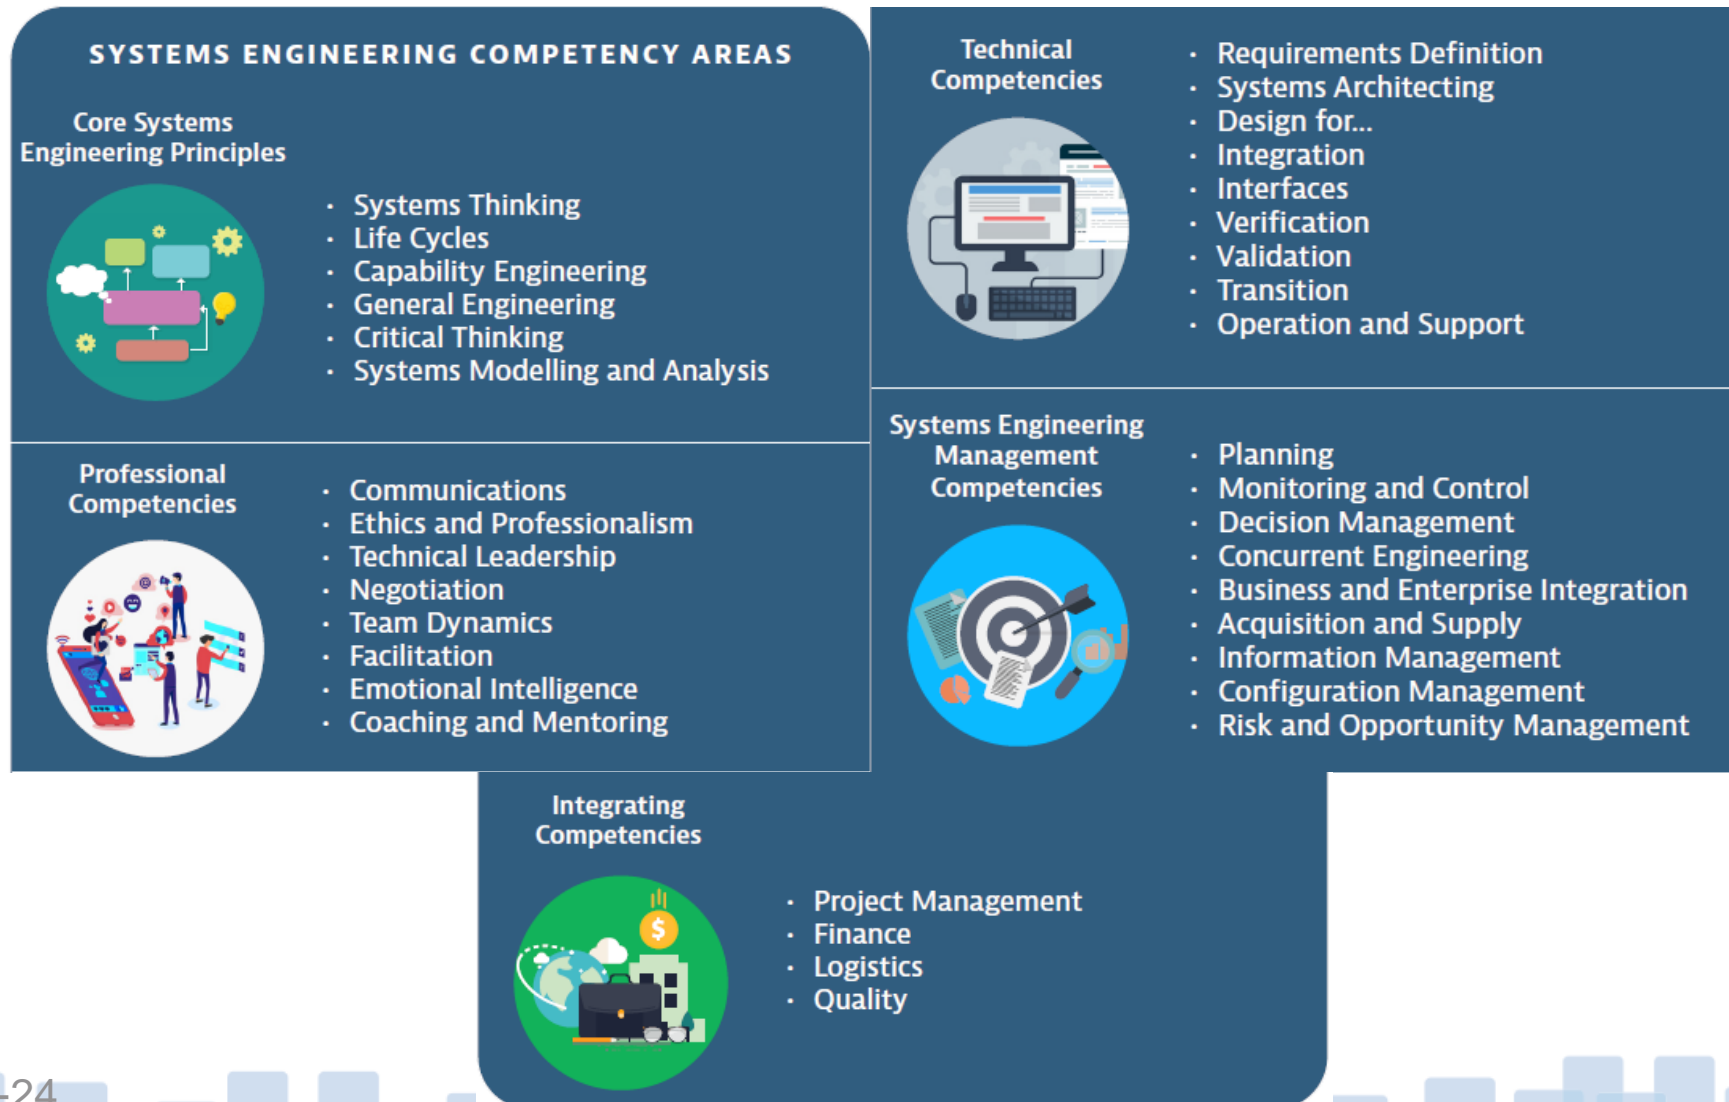 SYSTEMS ENGINEERING COMPETENCY AREAS
Core Systems
Engineering Principles
· Systems Thinking
· Life Cycles
· Capability Engineering
· General Engineering
· Critical Thinking
· Systems Modelling and Analysis
Professional
Competencies
· Communications
· Ethics and Professionalism
· Technical Leadership
· Negotiation
· Team Dynamics
· Facilitation
· Emotional Intelligence
· Coaching and Mentoring
Technical
Competencies
· Requirements Definition
· Systems Architecting
· Design for...
· Integration
· Interfaces
· Verification
· Validation
· Transition
· Operation and Support
Systems Engineering
Management
Competencies
· Planning
· Monitoring and Control
· Decision Management
· Concurrent Engineering
· Business and Enterprise Integration
· Acquisition and Supply
· Information Management
· Configuration Management
· Risk and Opportunity Management
Integrating
Competencies
$
· Project Management
· Finance
· Logistics
· Quality
-24